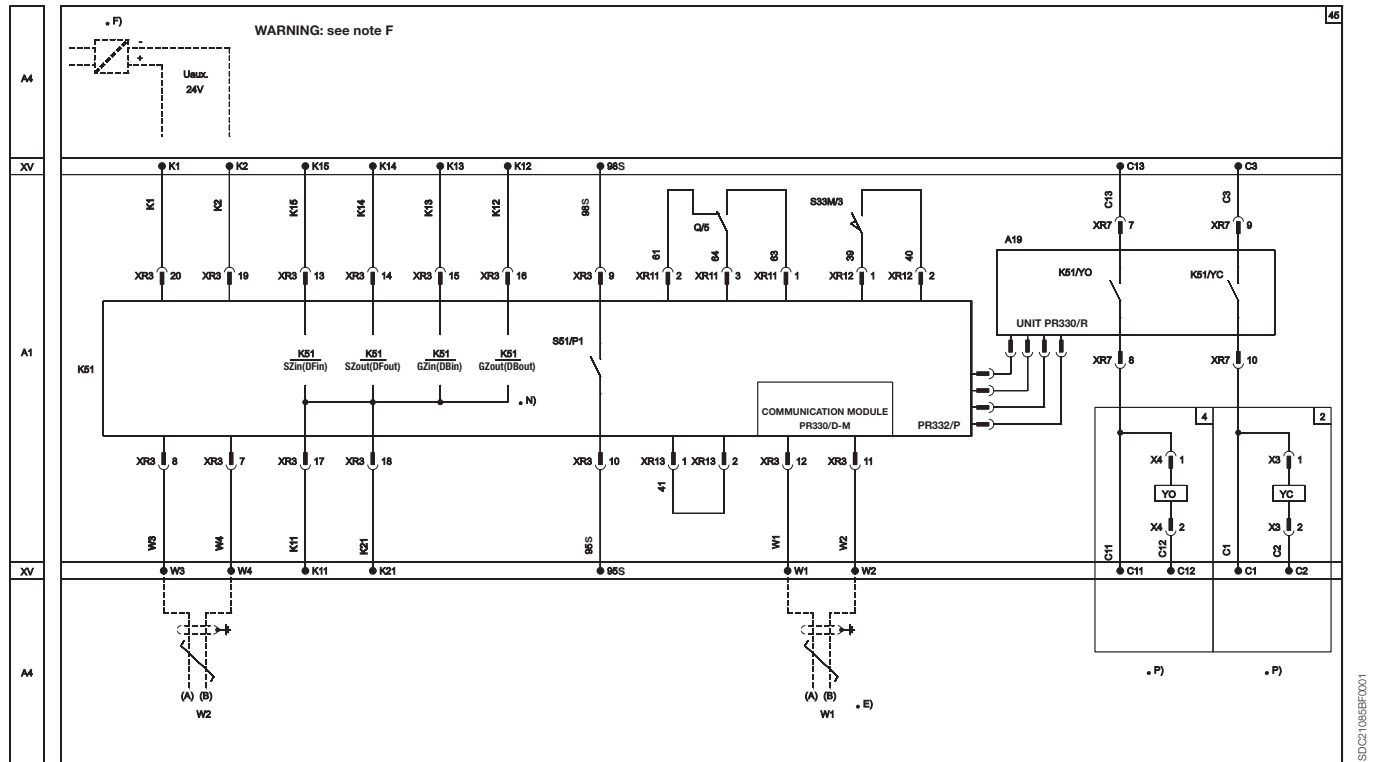 . F)
WARNING: see note F
45
-
+
A4
Uaux.
24V
XV
K1 K2 K15 K14 K13 K12 98S C13 C3
K1 K2 K15 K14 K13 K12 98S C13 C3
S33M/3
Q/5
61 64 63 39 40
XR7 7 XR7 9
A19
XR3 20 XR3 19 XR3 13 XR3 14 XR3 15 XR3 16 XR3 9 XR11 2 XR11 3 XR11 1 XR12 1 XR12 2
K51/YO K51/YC
UNIT PR330/R
A1
K51
K51 K51 K51 K51
SZin(DFin) SZout(DFout) GZin(DBin) GZout(DBout)
S51/P1
XR7 8 XR7 10
. N)
COMMUNICATION MODULE
PR330/D-M
PR332/P
4 2
XR3 8 XR3 7 XR3 17 XR3 18 XR3 10 XR13 1 XR13 2 XR3 12 XR3 11
X4 1 X3 1
41
YO YC
X4 2 X3 2
W3 W4 K11 K21 95S W1 W2 C11 C12 C1 C2
XV
W3 W4 K11 K21 95S W1 W2 C11 C12 C1 C2
A4
. P) . P)
(A) (B) (A) (B)
. E)
W2 W1
SDC21085BF0001